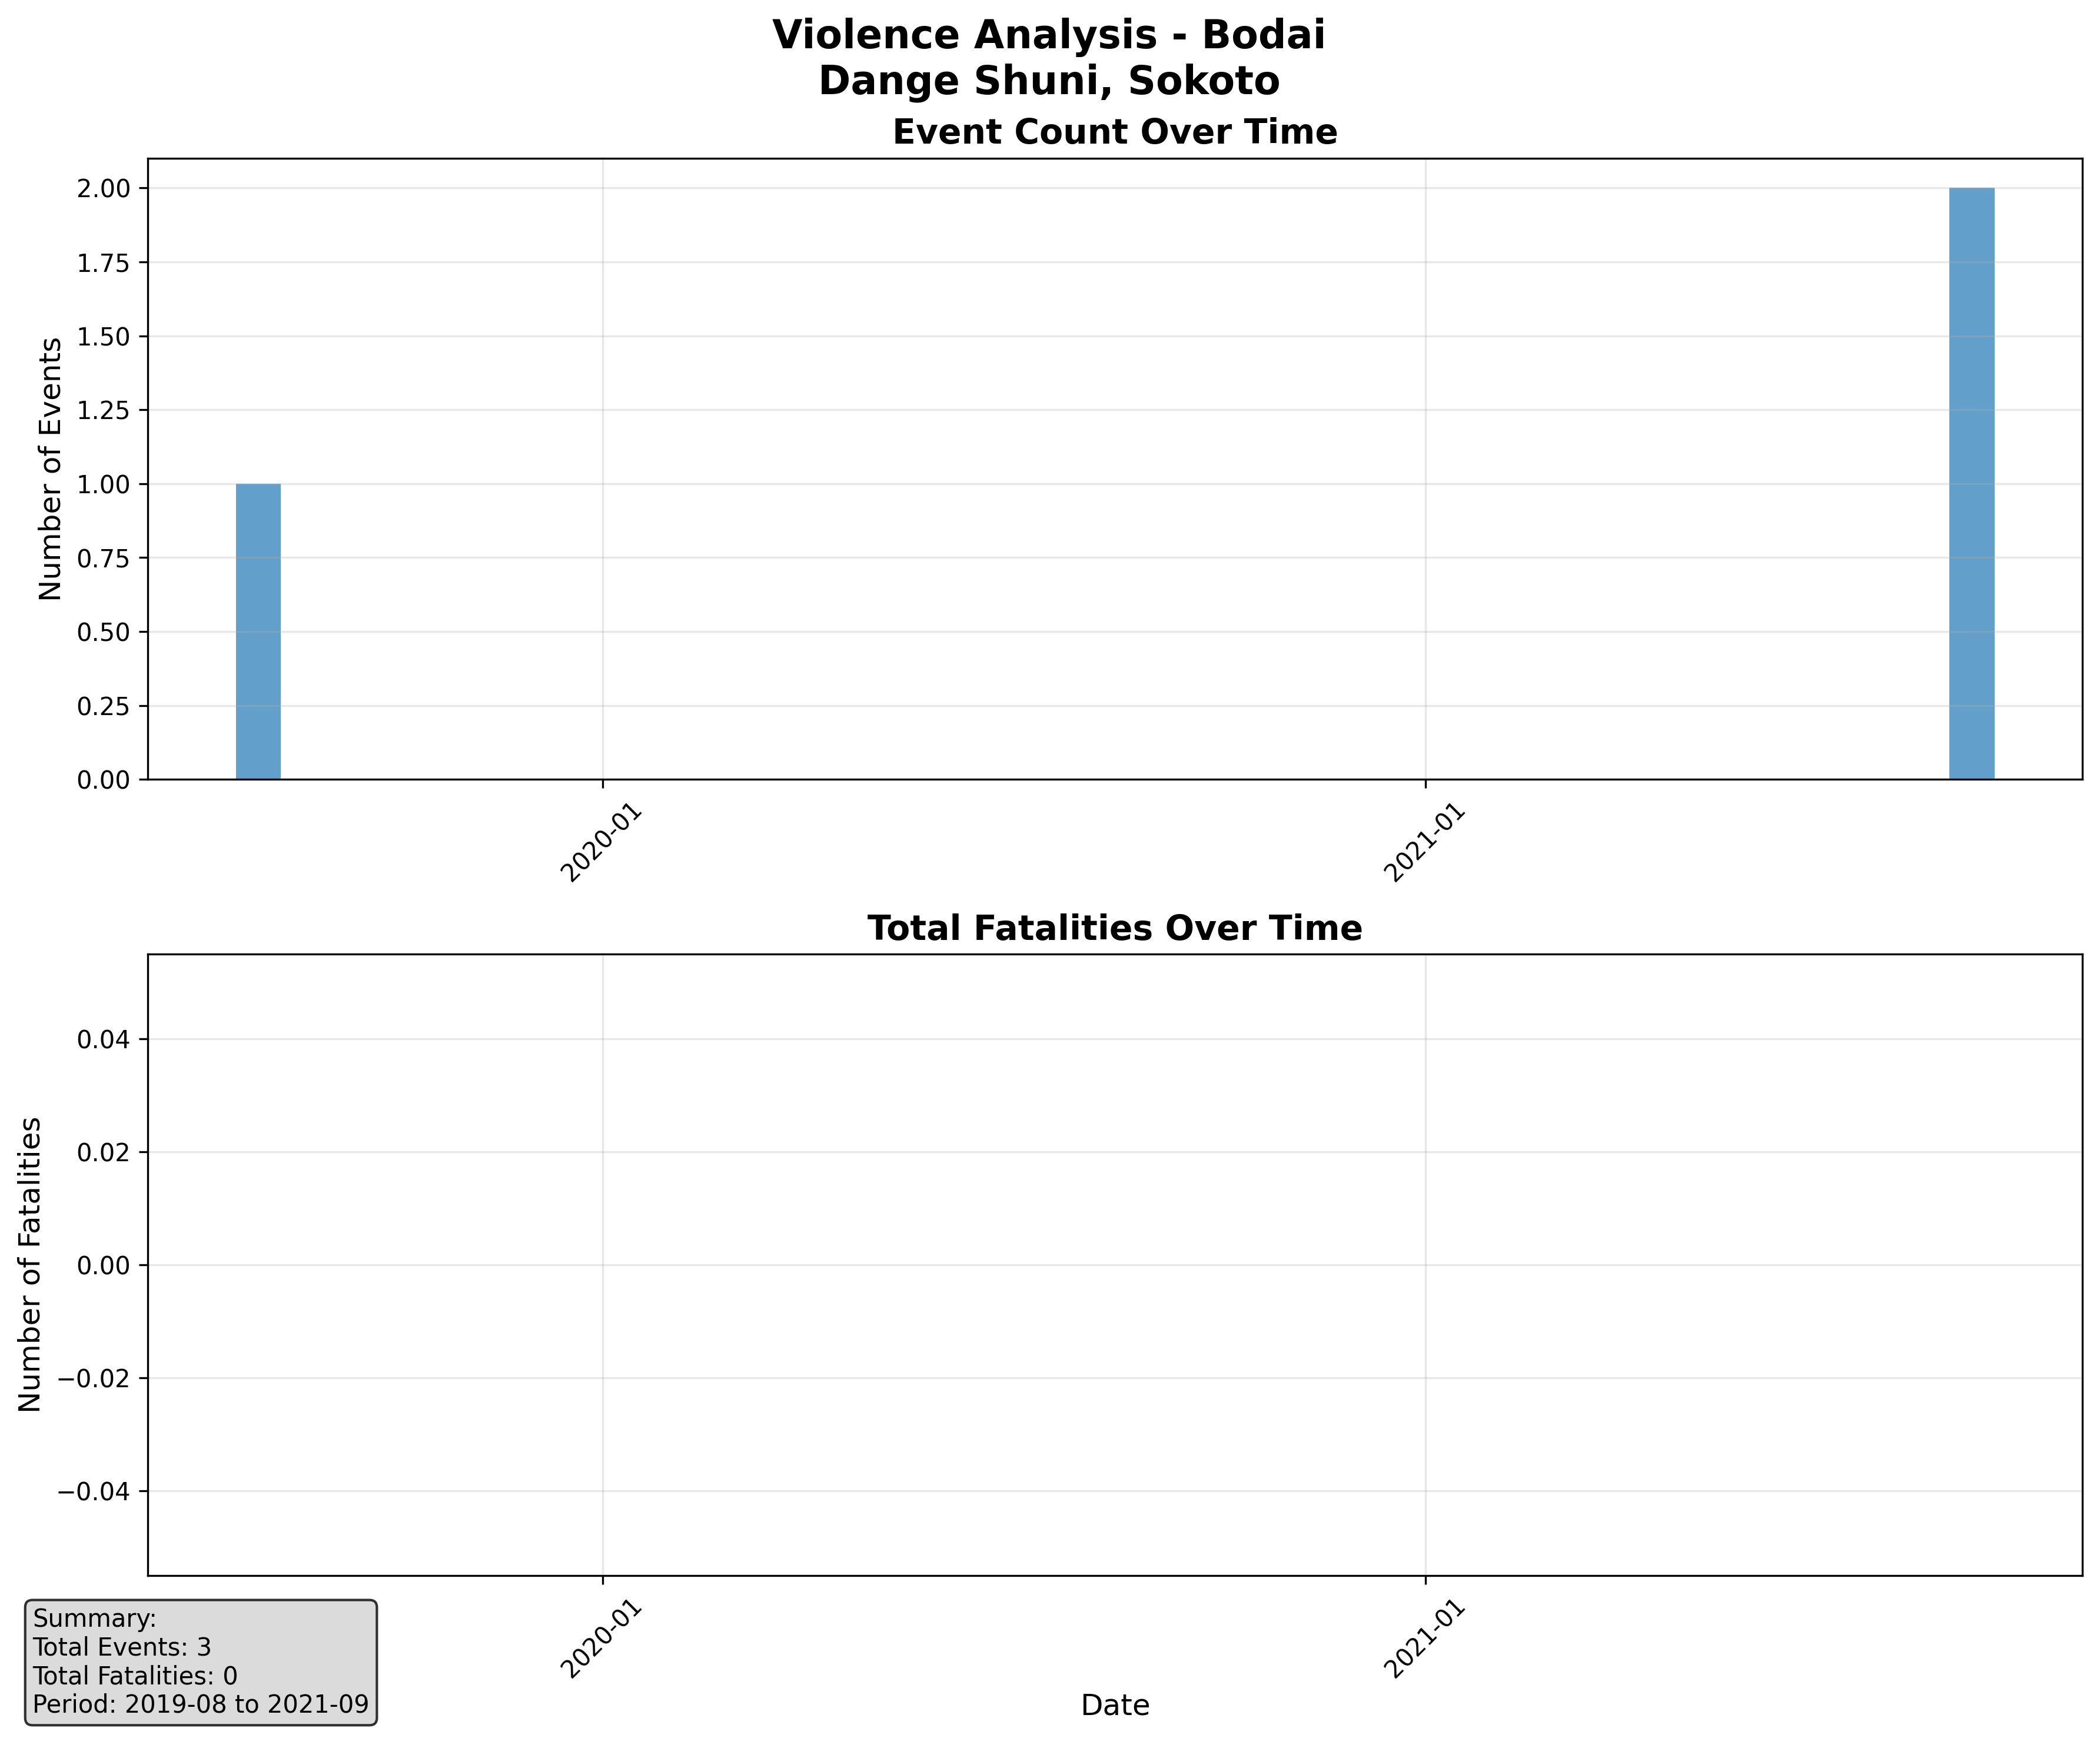 Violence Analysis - Bodai
Dange Shuni, Sokoto
Event Count Over Time
2.00
1.75
1.50
1.25
1.00
0.75
0.50
0.25
0.00
Number of Events
2020-01
2021-01
Total Fatalities Over Time
0.04
0.02
0.00
−0.02
−0.04
Number of Fatalities
2020-01
2021-01
Date
Summary:
Total Events: 3
Total Fatalities: 0
Period: 2019-08 to 2021-09